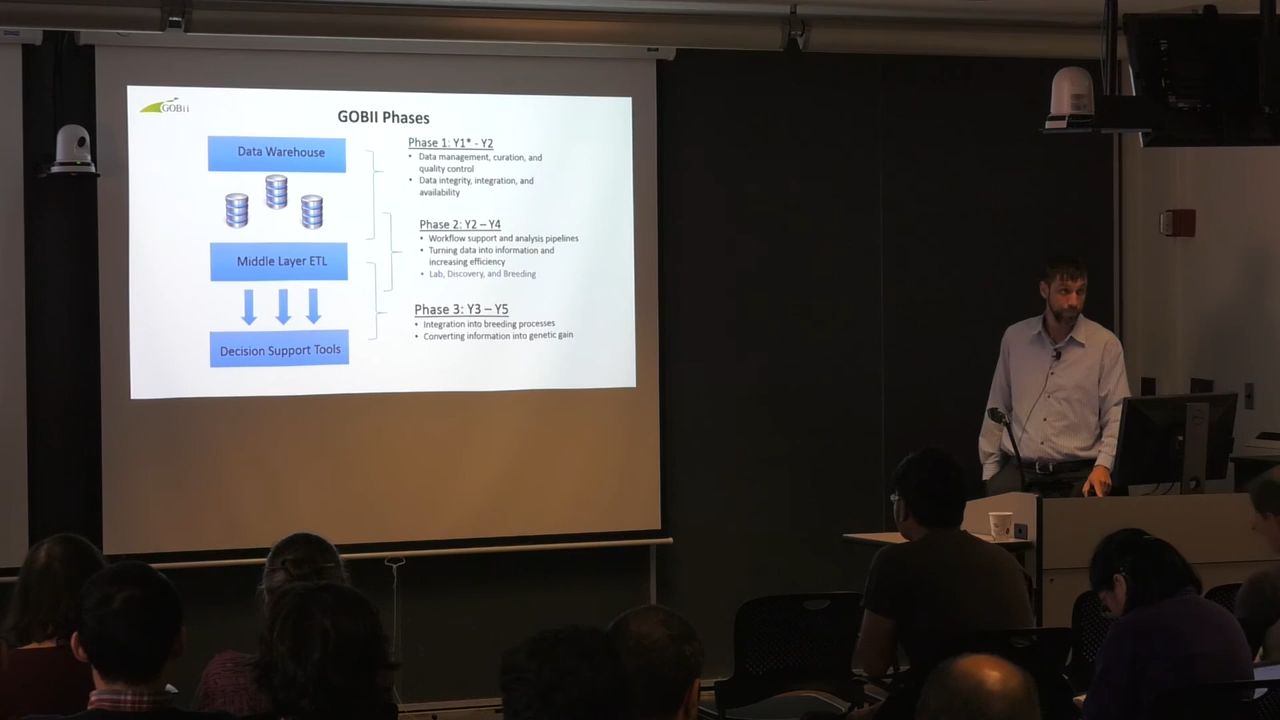 GOBii
GOBII Phases
Data Warehouse
Middle Layer ETL
Decision Support Tools
Phase 1: Y1* - Y2
• Data management, curation, and
quality control
• Data integrity, integration, and
availability
Phase 2: Y2 – Y4
• Workflow support and analysis pipelines
• Turning data into information and
increasing efficiency
• Lab, Discovery, and Breeding
Phase 3: Y3 – Y5
• Integration into breeding processes
• Converting information into genetic gain